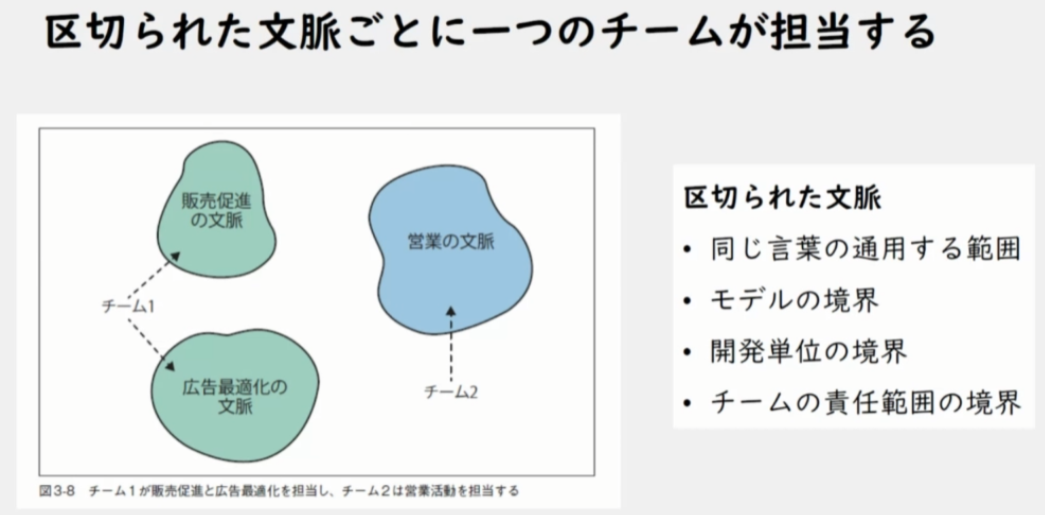 区切られた文脈ごとに一つのチームが担当する
販売促進
の文脈
営業の文脈
チーム1
広告最適化の
文脈
チーム2
図3-8 チーム1が販売促進と広告最適化を担当し、チーム2は営業活動を担当する
区切られた文脈
• 同じ言葉の通用する範囲
• モデルの境界
• 開発単位の境界
• チームの責任範囲の境界